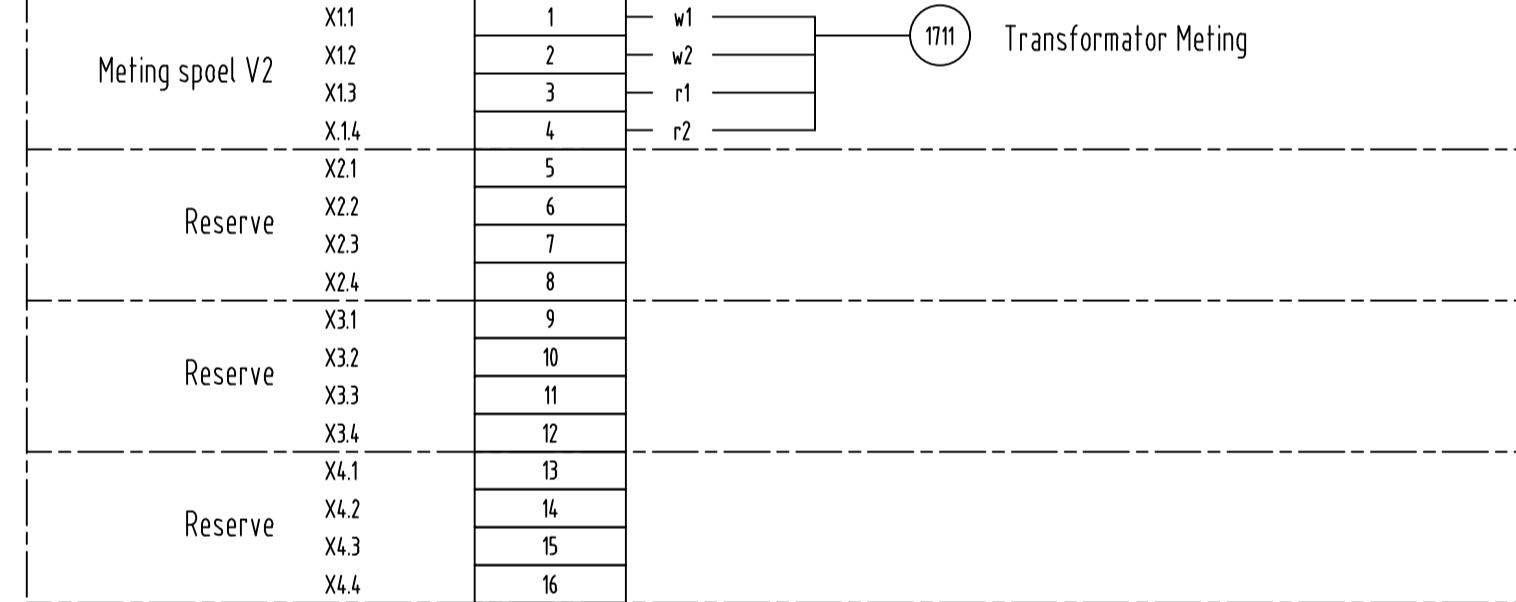 X1.1 1 w1
Meting spoel V2 X1.2 2 w2 1711 Transformator Meting
X1.3 3 r1
X.1.4 4 r2
X2.1 5
Reserve X2.2 6
X2.3 7
X2.4 8
X3.1 9
Reserve X3.2 10
X3.3 11
X3.4 12
X4.1 13
Reserve X4.2 14
X4.3 15
X4.4 16